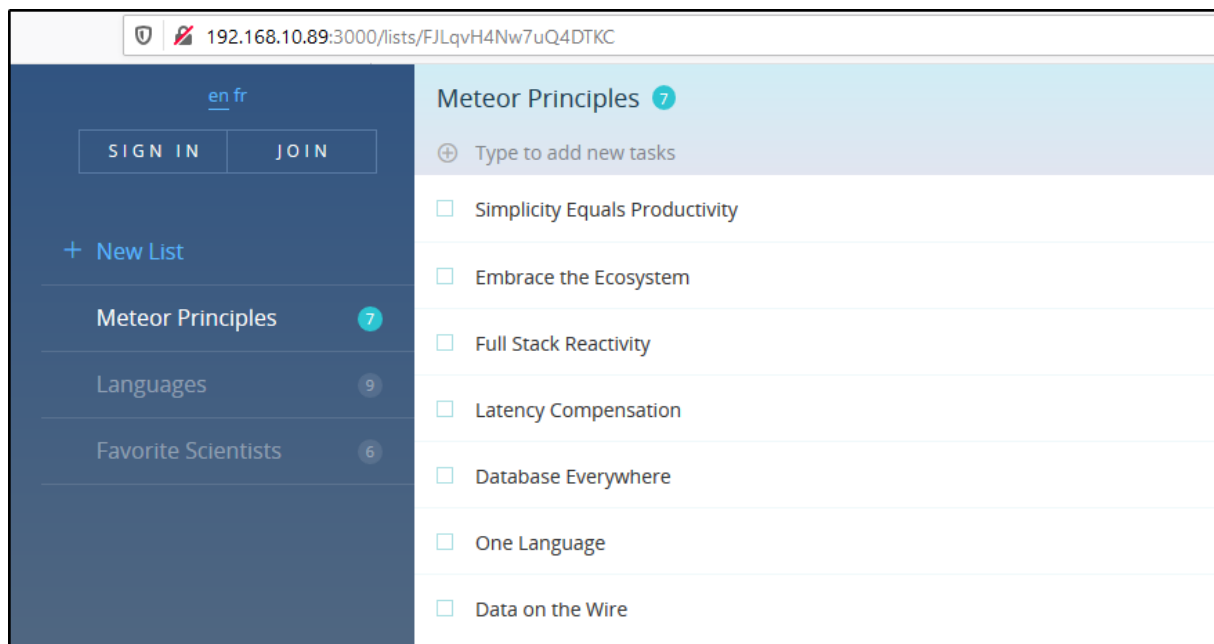 192.168.10.89:3000/lists/FJLqvH4Nw7uQ4DTKC
en fr
SIGN IN JOIN
+ New List
Meteor Principles 7
Languages 9
Favorite Scientists 6
Meteor Principles 7
Type to add new tasks
Simplicity Equals Productivity
Embrace the Ecosystem
Full Stack Reactivity
Latency Compensation
Database Everywhere
One Language
Data on the Wire